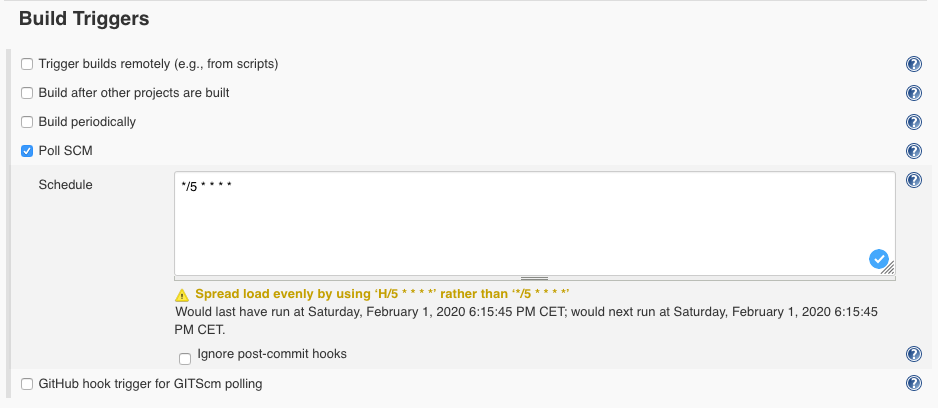 Build Triggers
Trigger builds remotely (e.g., from scripts)
Build after other projects are built
Build periodically
Poll SCM
Schedule
*/5 * * * *
Spread load evenly by using ‘H/5 * * * *’ rather than ‘*/5 * * * *’
Would last have run at Saturday, February 1, 2020 6:15:45 PM CET; would next run at Saturday, February 1, 2020 6:15:45
PM CET.
Ignore post-commit hooks
GitHub hook trigger for GITScm polling